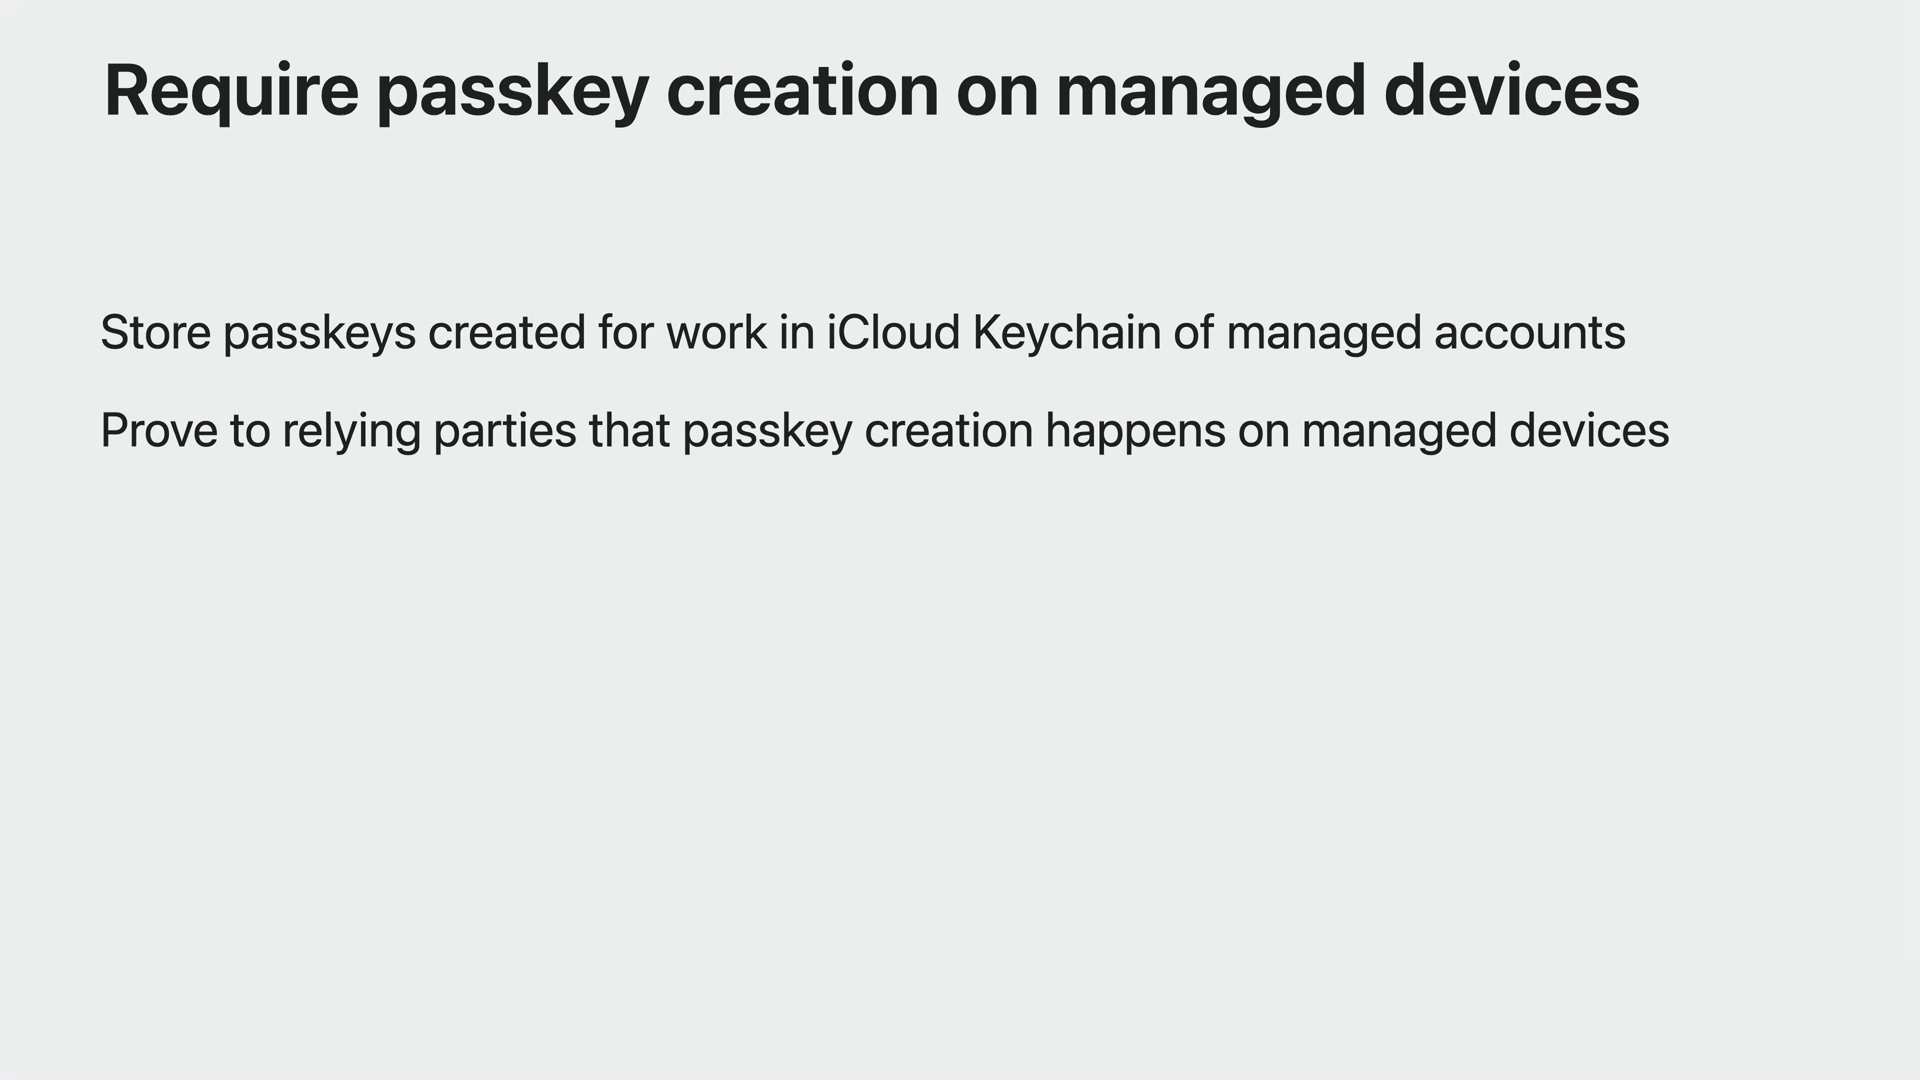 Require passkey creation on managed devices
Store passkeys created for work in iCloud Keychain of managed accounts
Prove to relying parties that passkey creation happens on managed devices